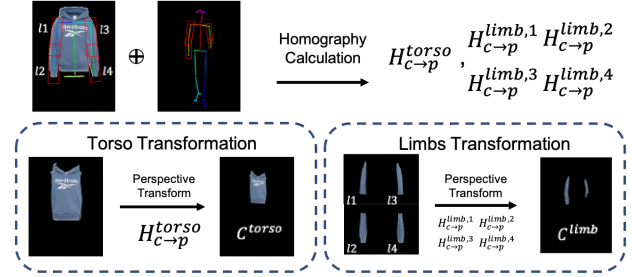 l1
l3
l2
l4
Reebok
⊕
Homography
Calculation
H_{c→p}^{torso} , H_{c→p}^{limb,1} H_{c→p}^{limb,2}
H_{c→p}^{limb,3} H_{c→p}^{limb,4}
Torso Transformation
Reebok
Perspective
Transform
H_{c→p}^{torso}
C^{torso}
Limbs Transformation
l1
l3
l2
l4
Perspective
Transform
H_{c→p}^{limb,1} H_{c→p}^{limb,2}
H_{c→p}^{limb,3} H_{c→p}^{limb,4}
C^{limb}